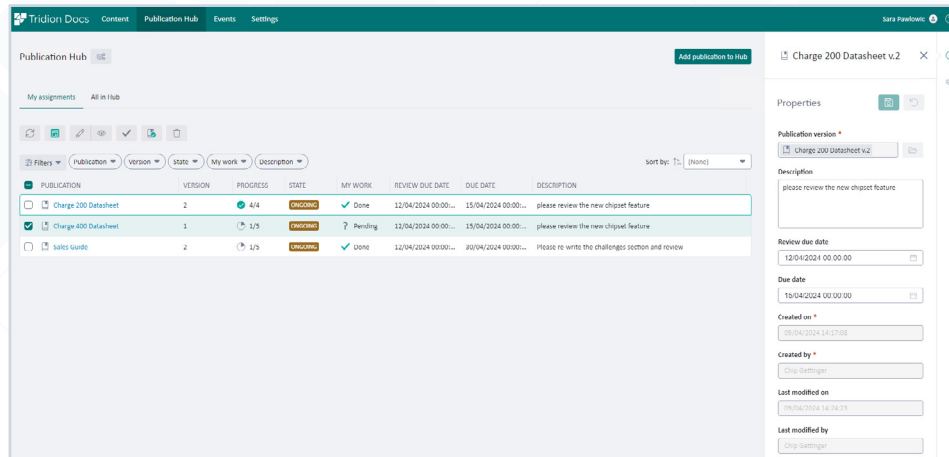 Tridion Docs Content Publication Hub Events Settings Sara Pawlowic
Publication Hub
Add publication to Hub
My assignments All in Hub
Filters Publication Version State My work Description Sort by: (None)
PUBLICATION VERSION PROGRESS STATE MY WORK REVIEW DUE DATE DUE DATE DESCRIPTION
Charge 200 Datasheet 2 4/4 ONGOING Done 12/04/2024 00:00:... 15/04/2024 00:00:... please review the new chipset feature
Charge 400 Datasheet 1 1/5 ONGOING ? Pending 12/04/2024 00:00:... 15/04/2024 00:00:... please review the new chipset feature
Sales Guide 2 1/5 ONGOING Done 12/04/2024 00:00:... 30/04/2024 00:00:... Please re-write the challenges section and review
Charge 200 Datasheet v.2
Properties
Publication version *
Charge 200 Datasheet v.2
Description
please review the new chipset feature
Review due date
12/04/2024 00:00:00
Due date
15/04/2024 00:00:00
Created on *
09/04/2024 14:17:08
Created by *
Chip Gettinger
Last modified on
09/04/2024 14:24:23
Last modified by
Chip Gettinger